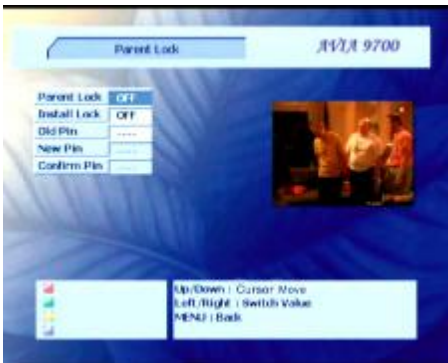 Parent Lock
AVIA 9700
Parent Lock OFF
Install Lock OFF
Old Pin ----
New Pin ----
Confirm Pin ----
Up/Down : Cursor Move
Left/Right : Switch Value
MENU : Back